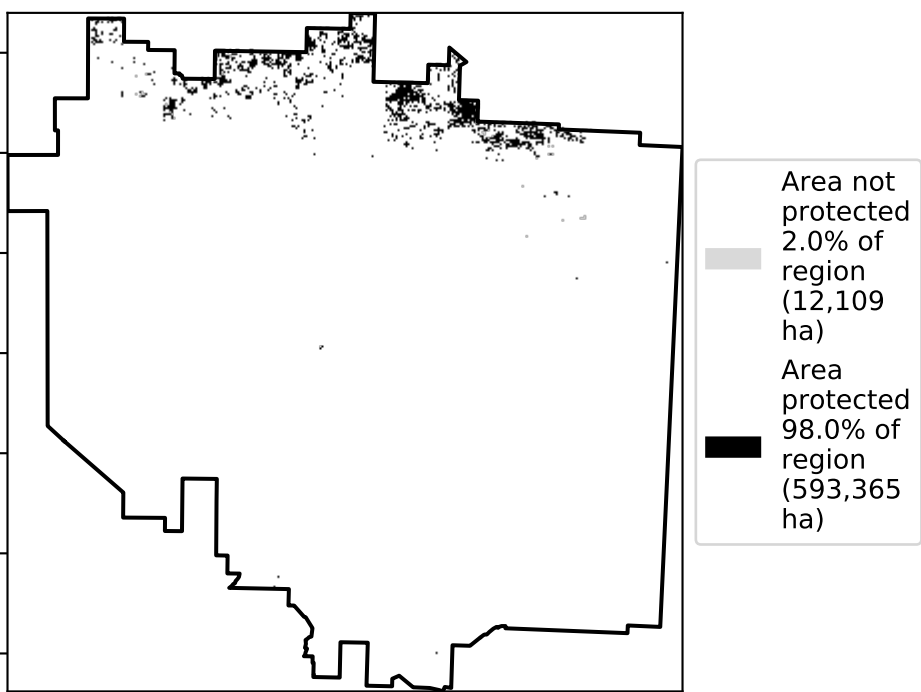 Area not
protected
2.0% of
region
(12,109
ha)
Area
protected
98.0% of
region
(593,365
ha)